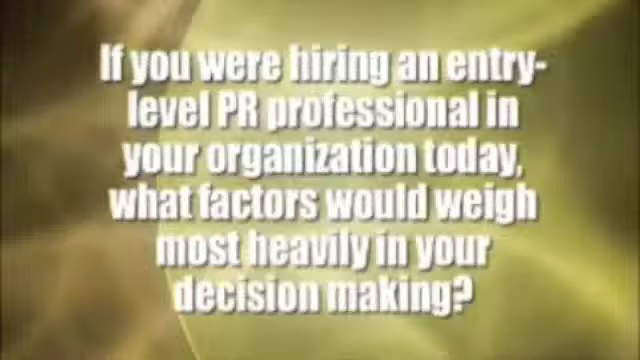 If you were hiring an entry-
level PR professional in
your organization today,
what factors would weigh
most heavily in your
decision making?